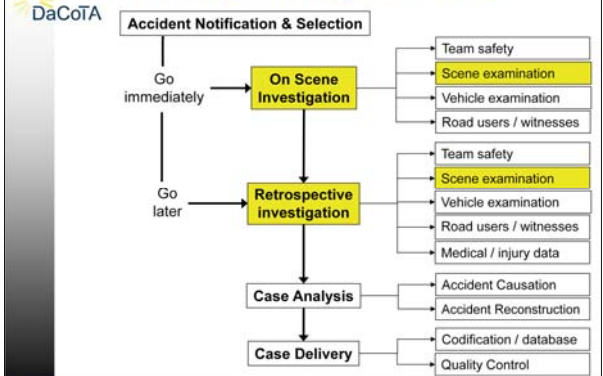 DaCoTA
Accident Notification & Selection
Go
immediately
On Scene
Investigation
Team safety
Scene examination
Vehicle examination
Road users / witnesses
Go
later
Retrospective
investigation
Team safety
Scene examination
Vehicle examination
Road users / witnesses
Medical / injury data
Case Analysis
Accident Causation
Accident Reconstruction
Case Delivery
Codification / database
Quality Control